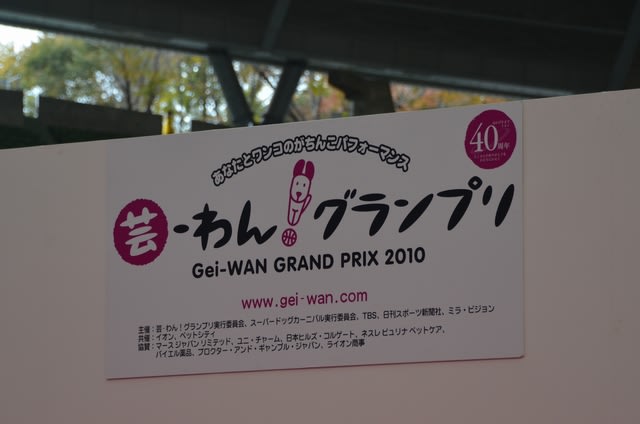 あなたとワンコのがちんこパフォーマンス
40周年
芸-わん!グランプリ
Gei-WAN GRAND PRIX 2010
www.gei-wan.com
主催：芸・わん！グランプリ実行委員会、スーパードッグカーニバル実行委員会、TBS、日刊スポーツ新聞社、ミラ・ビジョン
共催：イオン、ペットシティ
協賛：マース ジャパン リミテッド、ユニ・チャーム、日本ヒルズ・コルゲート、ネスレ ピュリナ ペットケア、
バイエル薬品、プロクター・アンド・ギャンブル・ジャパン、ライオン商事